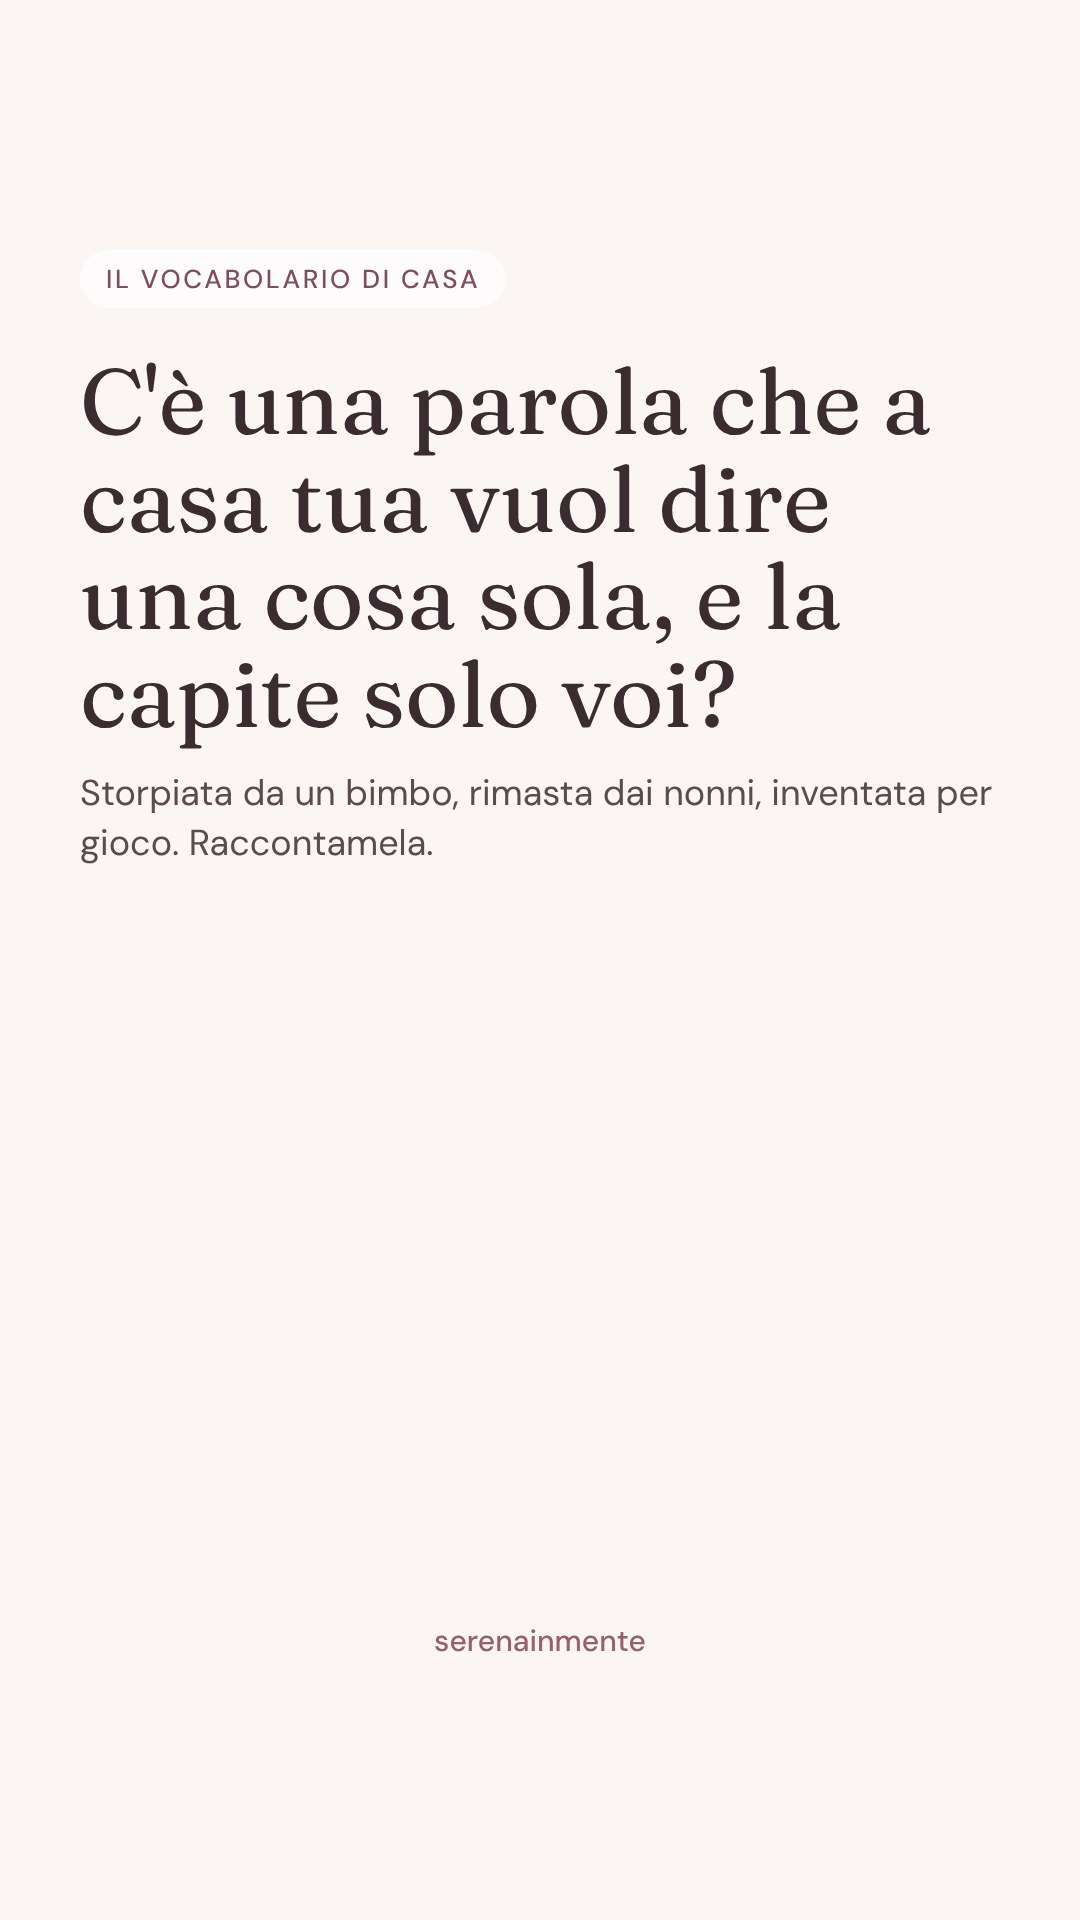 IL VOCABOLARIO DI CASA
C'è una parola che a
casa tua vuol dire
una cosa sola, e la
capite solo voi?
Storpiata da un bimbo, rimasta dai nonni, inventata per
gioco. Raccontamela.
serenainmente